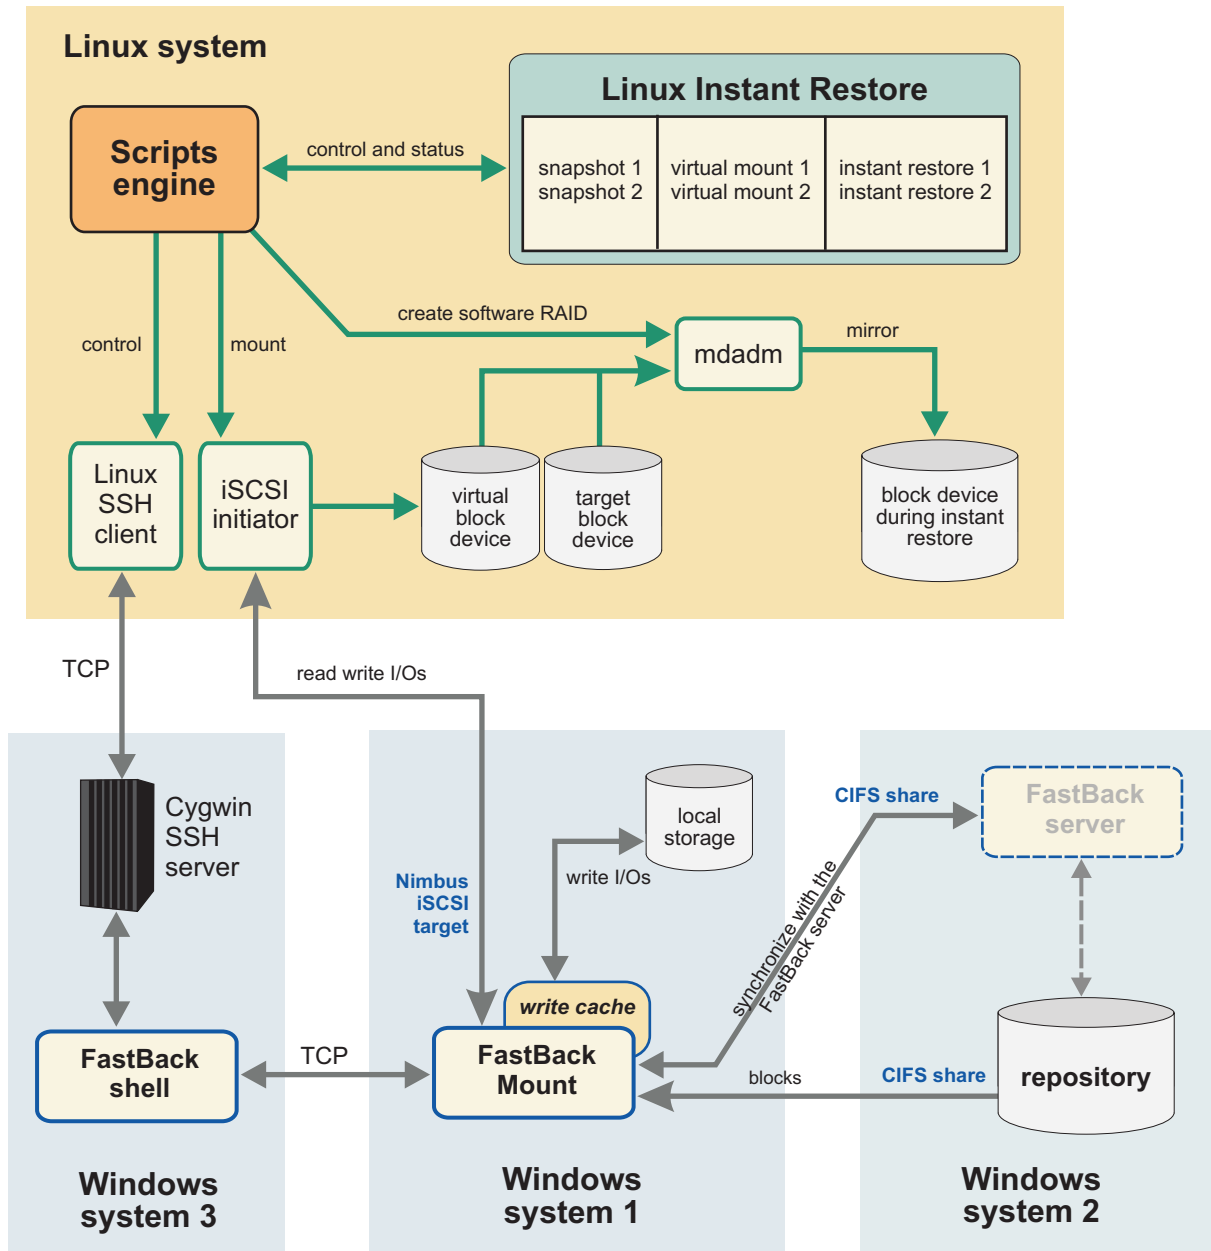 Linux system
Linux Instant Restore
Scripts
engine
control and status
snapshot 1
snapshot 2
virtual mount 1
virtual mount 2
instant restore 1
instant restore 2
create software RAID
control
mount
mdadm
mirror
Linux
SSH
client
iSCSI
initiator
virtual
block
device
target
block
device
block device
during instant
restore
TCP
read write I/Os
Cygwin
SSH
server
local
storage
write I/Os
Nimbus
iSCSI
target
CIFS share
FastBack
server
synchronize with the
FastBack server
write cache
FastBack
shell
TCP
FastBack
Mount
blocks
CIFS share
repository
Windows
system 3
Windows
system 1
Windows
system 2